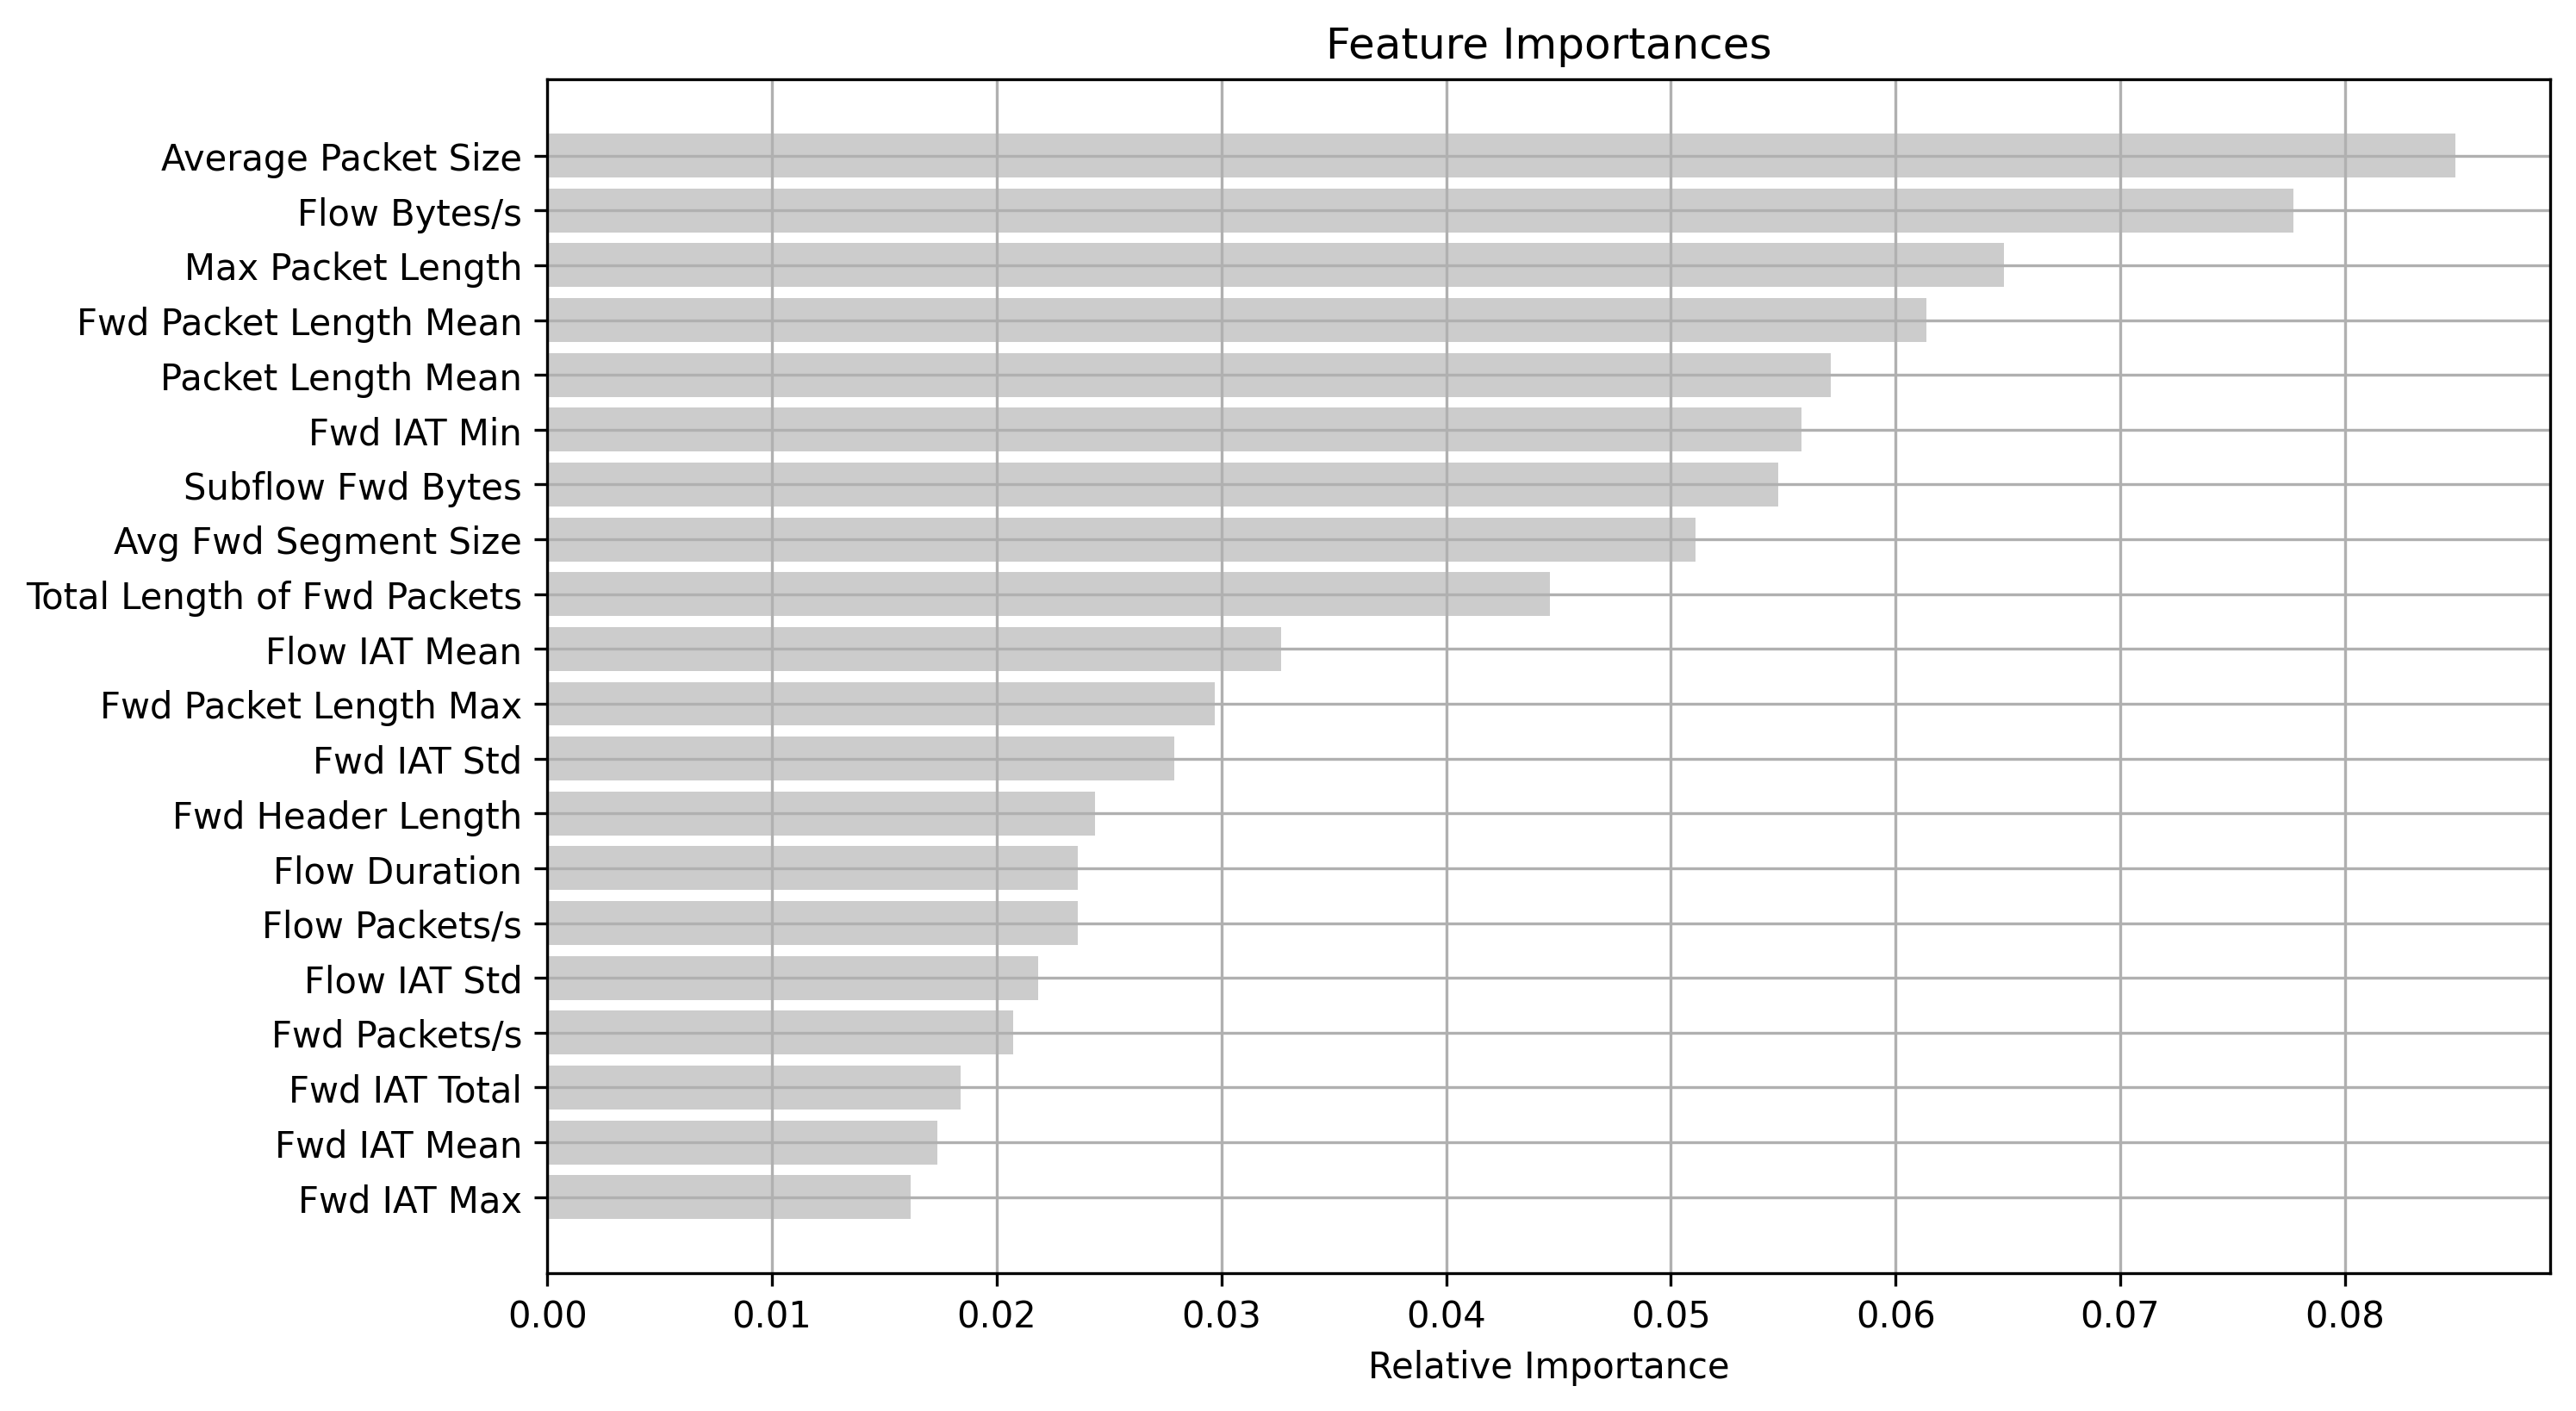 Feature Importances
Average Packet Size
Flow Bytes/s
Max Packet Length
Fwd Packet Length Mean
Packet Length Mean
Fwd IAT Min
Subflow Fwd Bytes
Avg Fwd Segment Size
Total Length of Fwd Packets
Flow IAT Mean
Fwd Packet Length Max
Fwd IAT Std
Fwd Header Length
Flow Duration
Flow Packets/s
Flow IAT Std
Fwd Packets/s
Fwd IAT Total
Fwd IAT Mean
Fwd IAT Max
0.00 0.01 0.02 0.03 0.04 0.05 0.06 0.07 0.08
Relative Importance